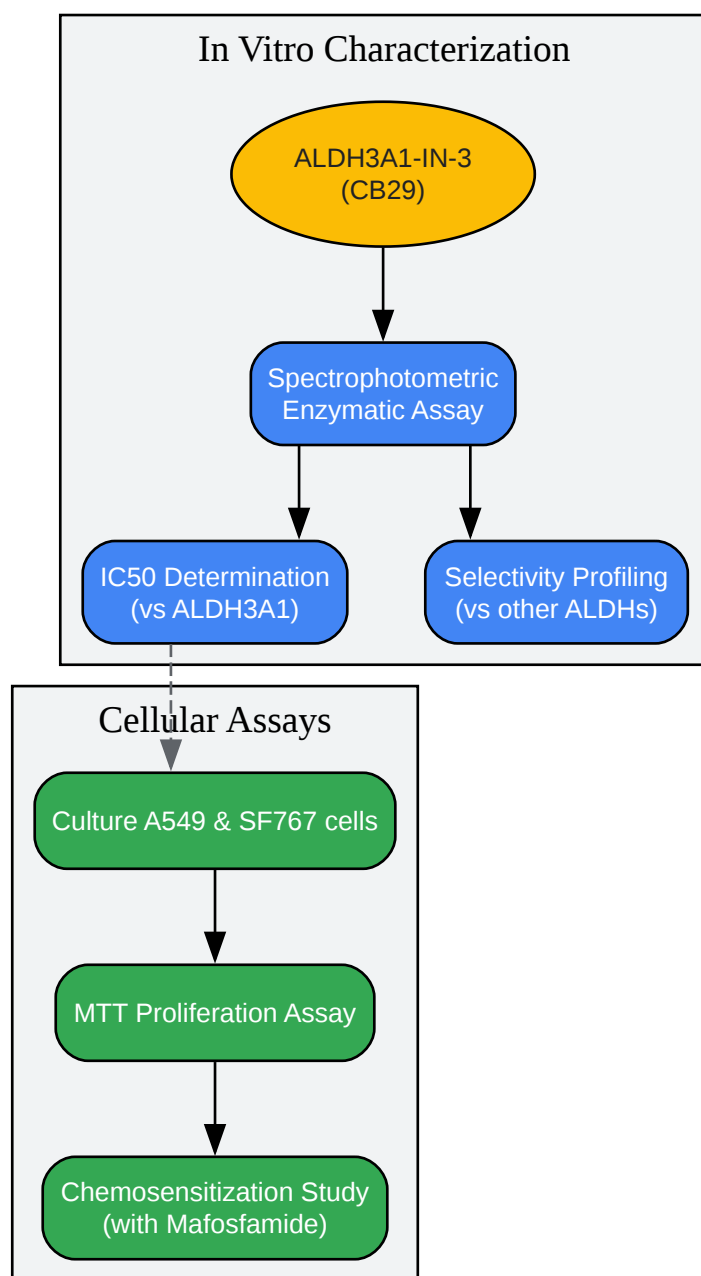 In Vitro Characterization
ALDH3A1-IN-3
(CB29)
Spectrophotometric
Enzymatic Assay
IC50 Determination
(vs ALDH3A1)
Selectivity Profiling
(vs other ALDHs)
Cellular Assays
Culture A549 & SF767 cells
MTT Proliferation Assay
Chemosensitization Study
(with Mafosfamide)